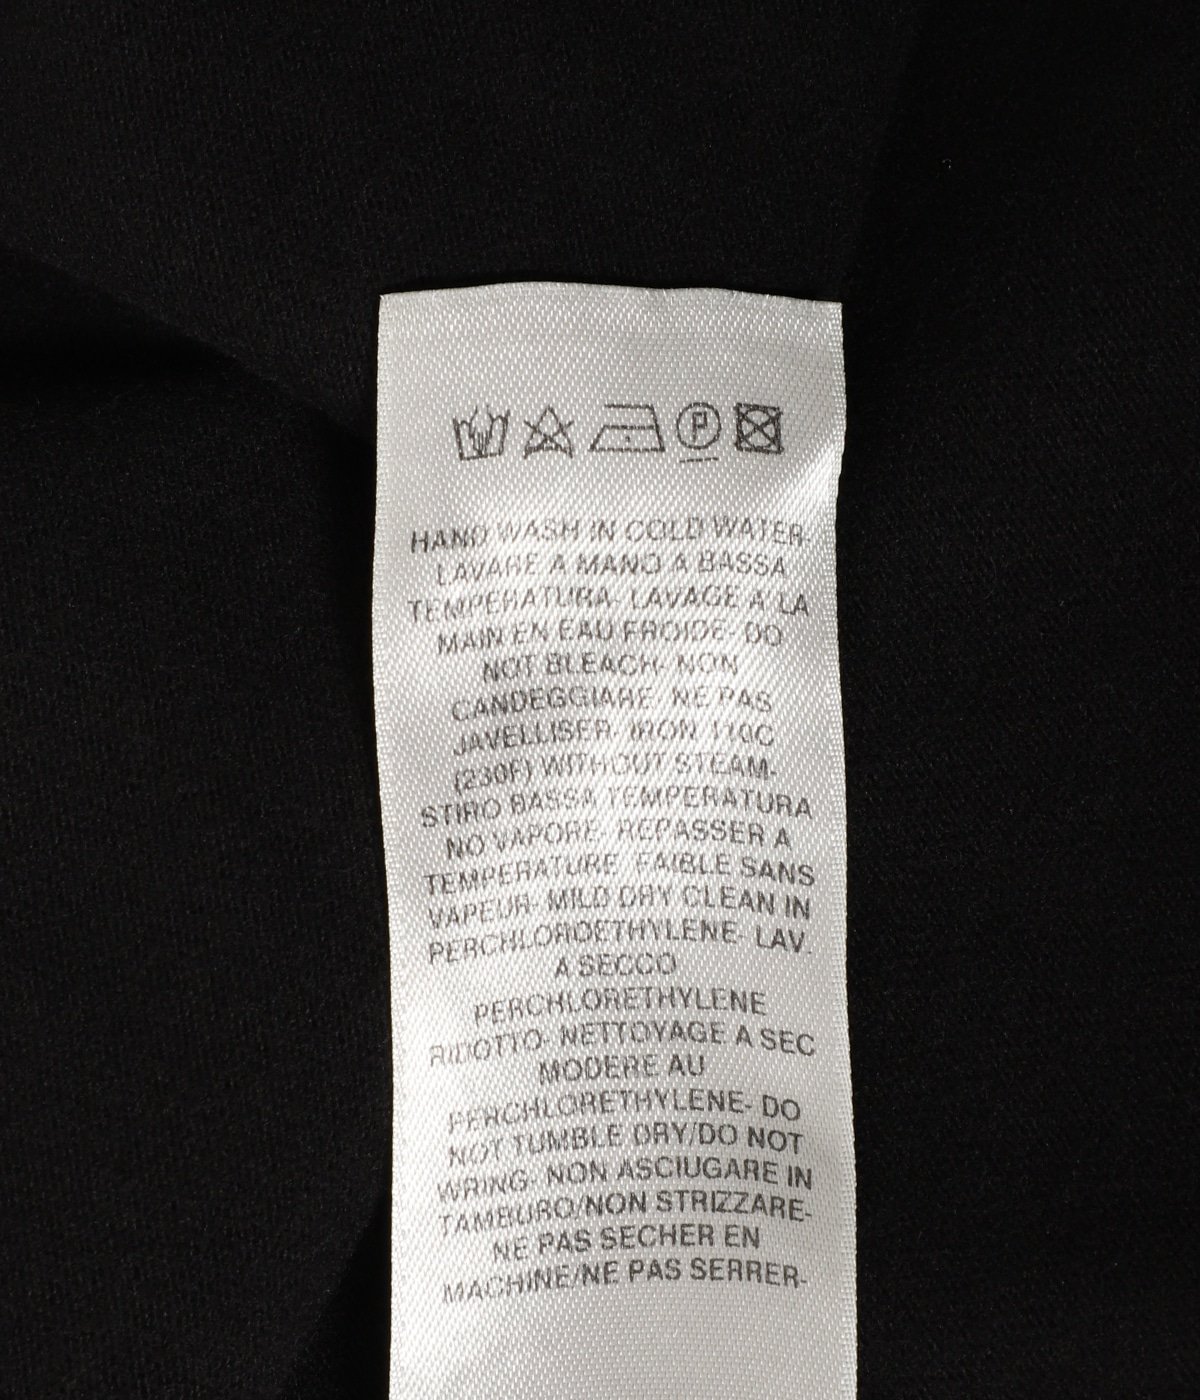 P
HAND WASH IN COLD WATER-
LAVARE A MANO A BASSA
TEMPERATURA- LAVAGE A LA
MAIN EN EAU FROIDE- DO
NOT BLEACH- NON
CANDEGGIARE- NE PAS
JAVELLISER- IRON 110C
(230F) WITHOUT STEAM-
STIRO BASSA TEMPERATURA
NO VAPORE- REPASSER A
TEMPERATURE FAIBLE SANS
VAPEUR- MILD DRY CLEAN IN
PERCHLOROETHYLENE- LAV.
A SECCO
PERCHLORETHYLENE
RIDOTTO- NETTOYAGE A SEC
MODERE AU
PERCHLORETHYLENE- DO
NOT TUMBLE DRY/DO NOT
WRING- NON ASCIUGARE IN
TAMBURO/NON STRIZZARE-
NE PAS SECHER EN
MACHINE/NE PAS SERRER-